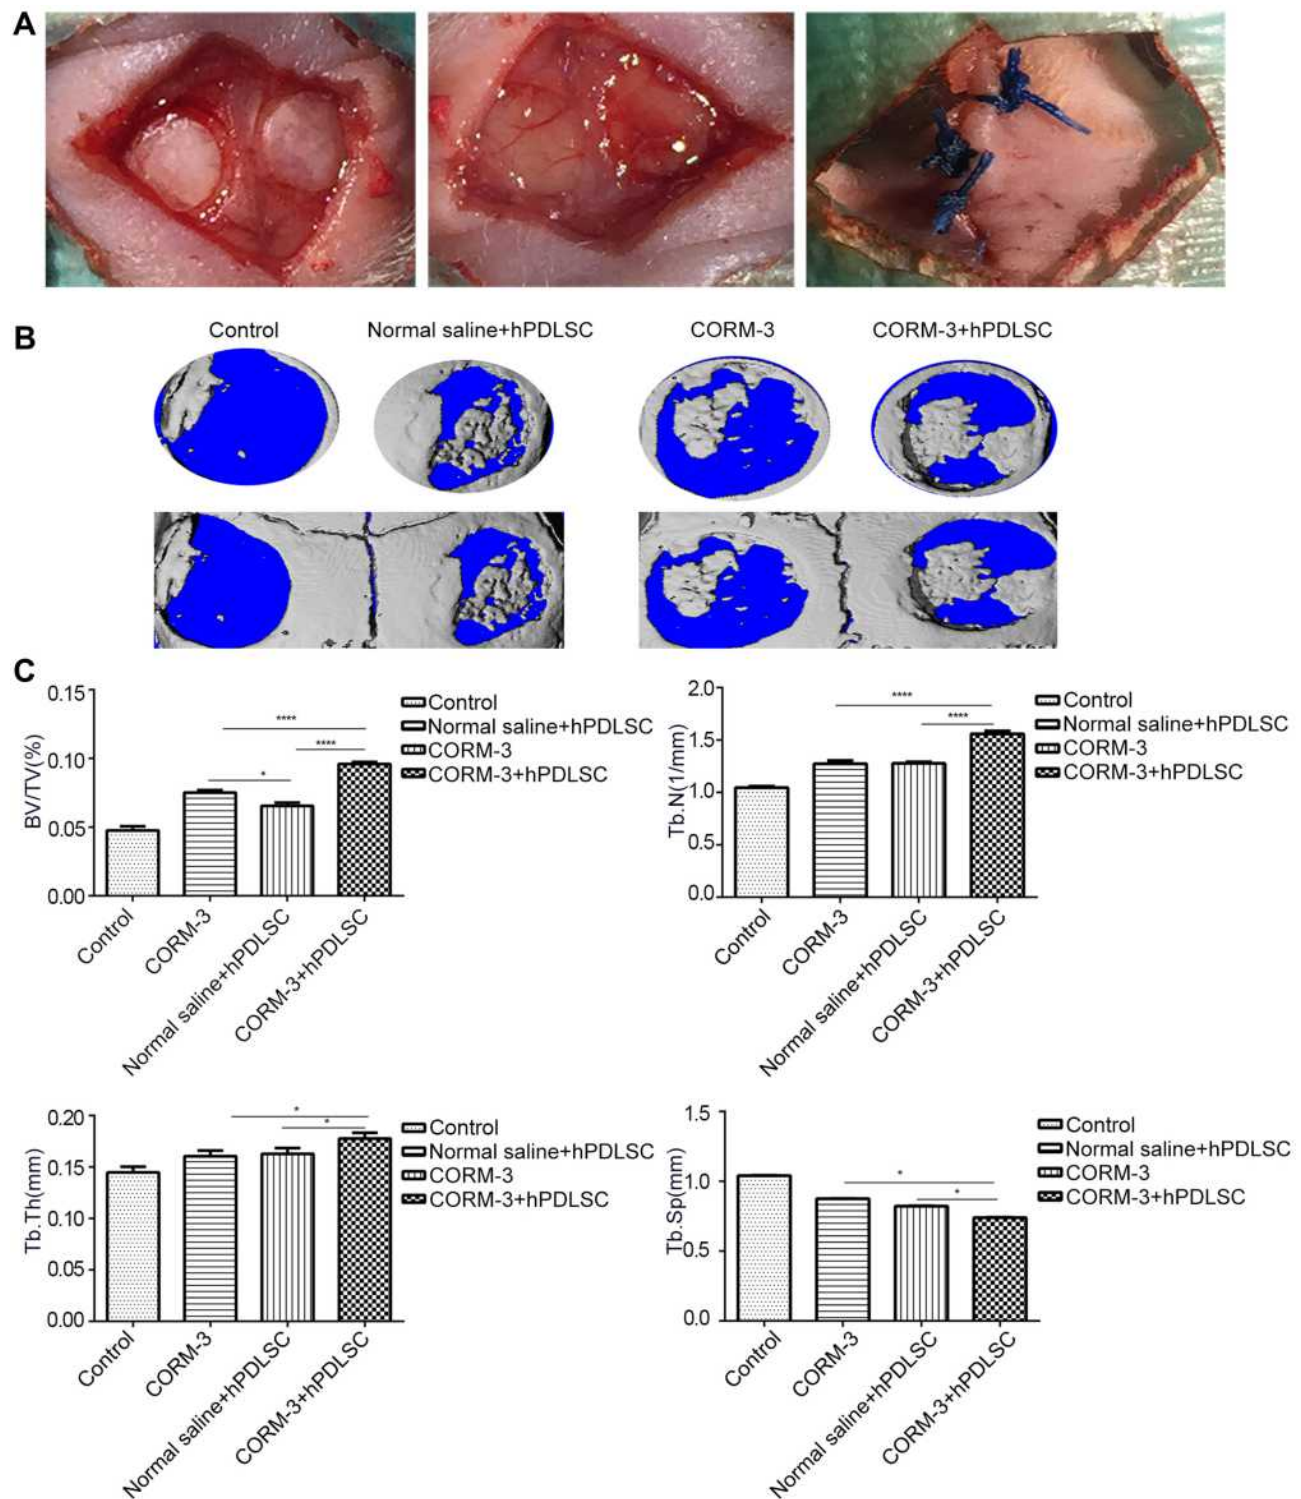 A
B
Control
Normal saline+hPDLSC
CORM-3
CORM-3+hPDLSC
C
BV/TV(%)
0.15
0.10
0.05
0.00
****
****
*
Control
Normal saline+hPDLSC
CORM-3
CORM-3+hPDLSC
Control
CORM-3
Normal saline+hPDLSC
CORM-3+hPDLSC
Tb.N(1/mm)
2.0
1.5
1.0
0.5
0.0
****
****
Control
Normal saline+hPDLSC
CORM-3
CORM-3+hPDLSC
Control
CORM-3
Normal saline+hPDLSC
CORM-3+hPDLSC
Tb.Th(mm)
0.20
0.15
0.10
0.05
0.00
*
*
Control
Normal saline+hPDLSC
CORM-3
CORM-3+hPDLSC
Control
CORM-3
Normal saline+hPDLSC
CORM-3+hPDLSC
Tb.Sp(mm)
1.5
1.0
0.5
0.0
*
*
Control
Normal saline+hPDLSC
CORM-3
CORM-3+hPDLSC
Control
CORM-3
Normal saline+hPDLSC
CORM-3+hPDLSC